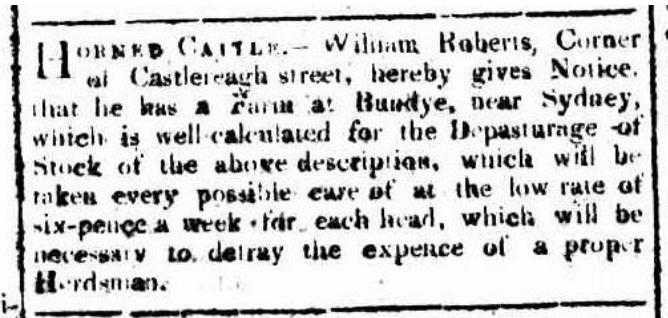 HORNED CATTLE.— William Roberts, Corner
of Castlereagh street, hereby gives Notice,
that he has a Farm at Bundye, near Sydney,
which is well calculated for the Depasturage of
Stock of the above description, which will be
taken every possible care of at the low rate of
six-pence a week for each head, which will be
necessary to defray the expence of a proper
Herdsman.
i-